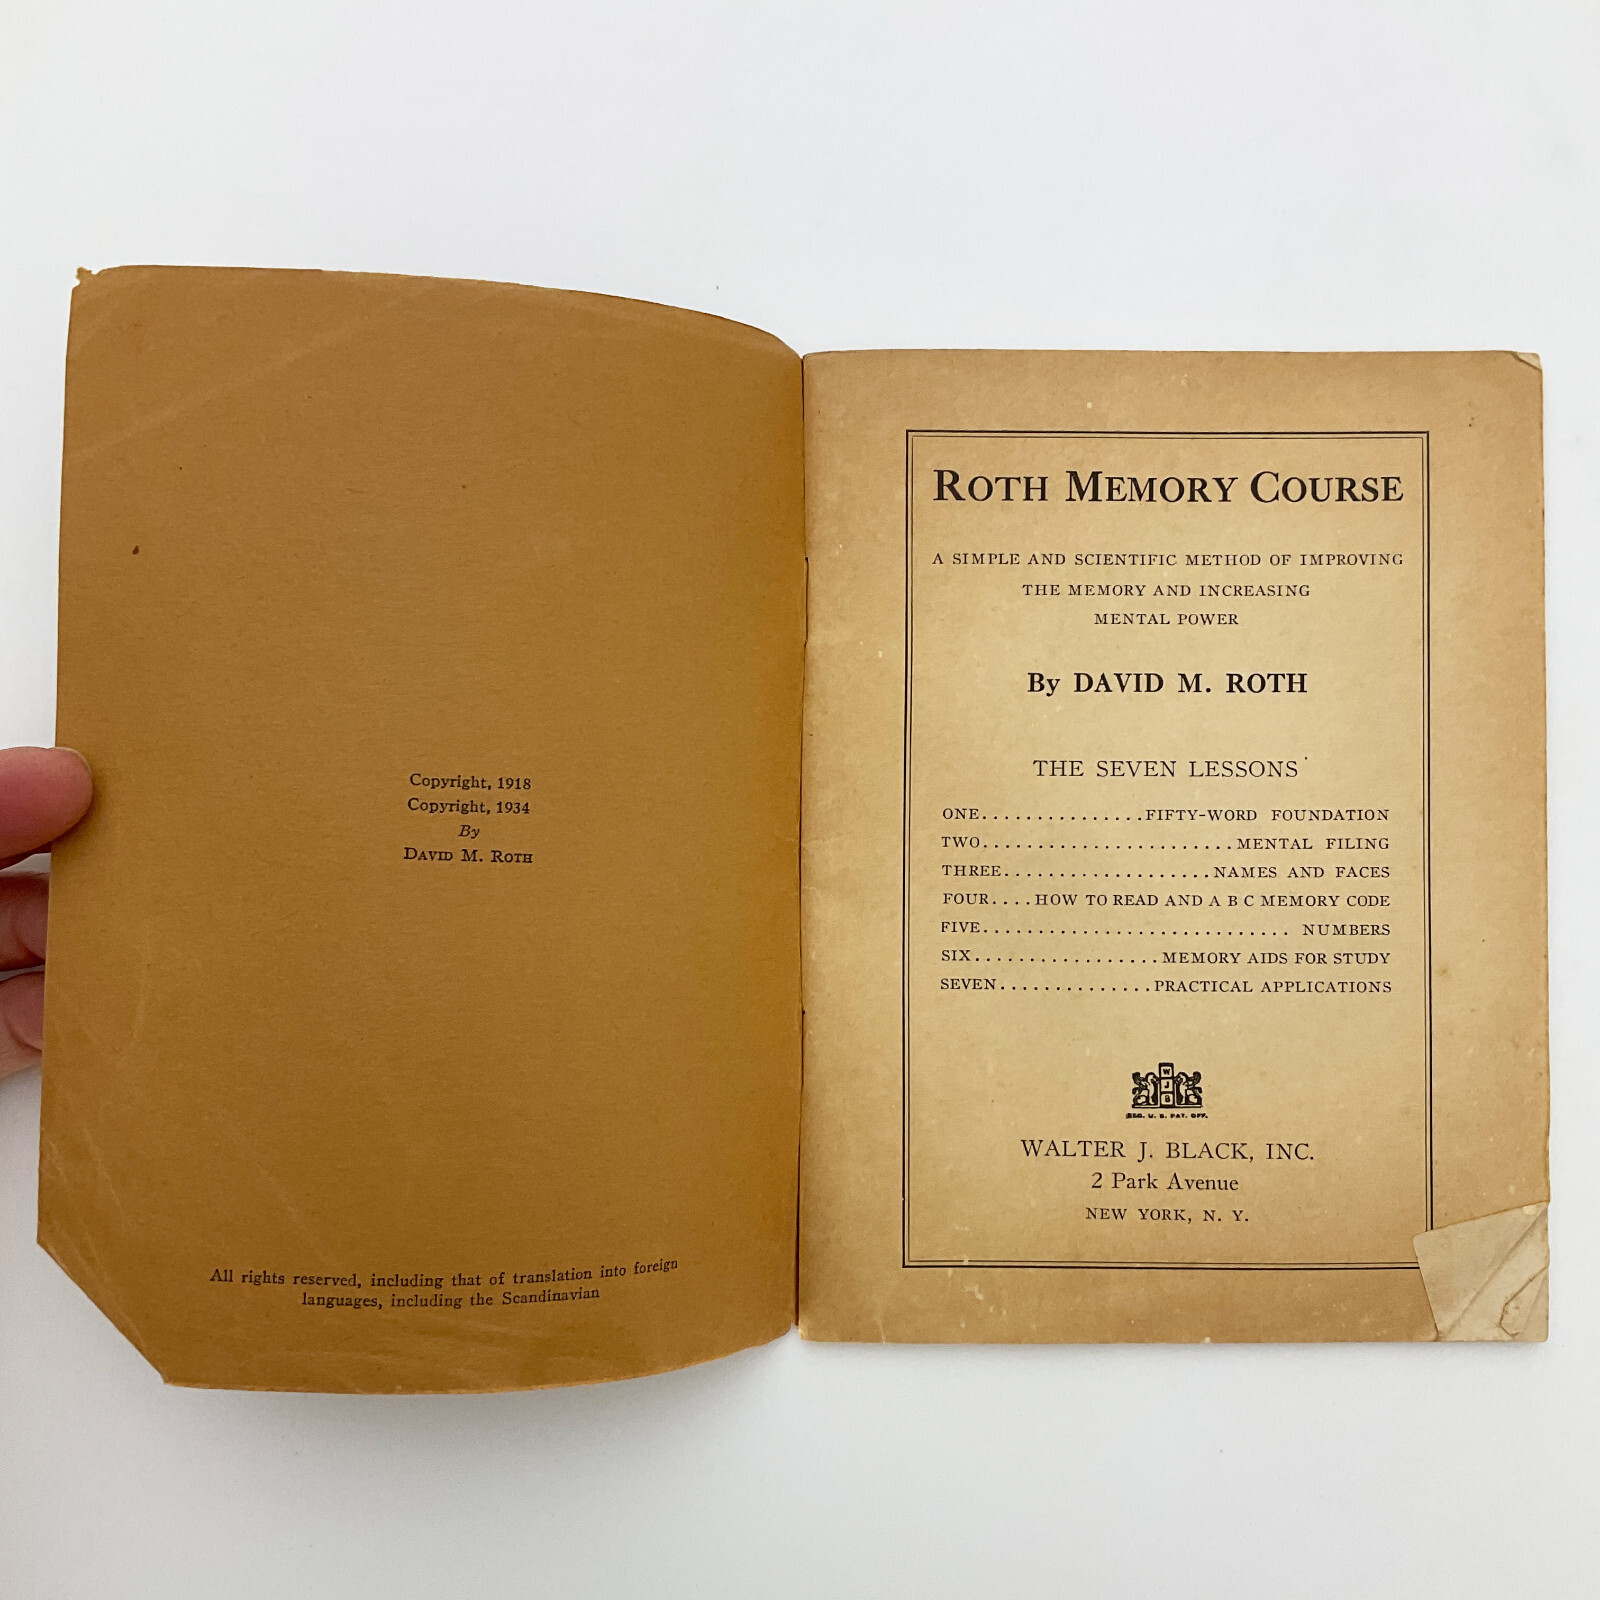 Copyright, 1918
Copyright, 1934
By
DAVID M. ROTH
All rights reserved, including that of translation into foreign
languages, including the Scandinavian
ROTH MEMORY COURSE
A SIMPLE AND SCIENTIFIC METHOD OF IMPROVING
THE MEMORY AND INCREASING
MENTAL POWER
By DAVID M. ROTH
THE SEVEN LESSONS
ONE...............FIFTY-WORD FOUNDATION
TWO.......................MENTAL FILING
THREE...................NAMES AND FACES
FOUR....HOW TO READ AND A B C MEMORY CODE
FIVE............................ NUMBERS
SIX.................MEMORY AIDS FOR STUDY
SEVEN..............PRACTICAL APPLICATIONS
W
J
B
REG. U. S. PAT. OFF.
WALTER J. BLACK, INC.
2 Park Avenue
NEW YORK, N. Y.